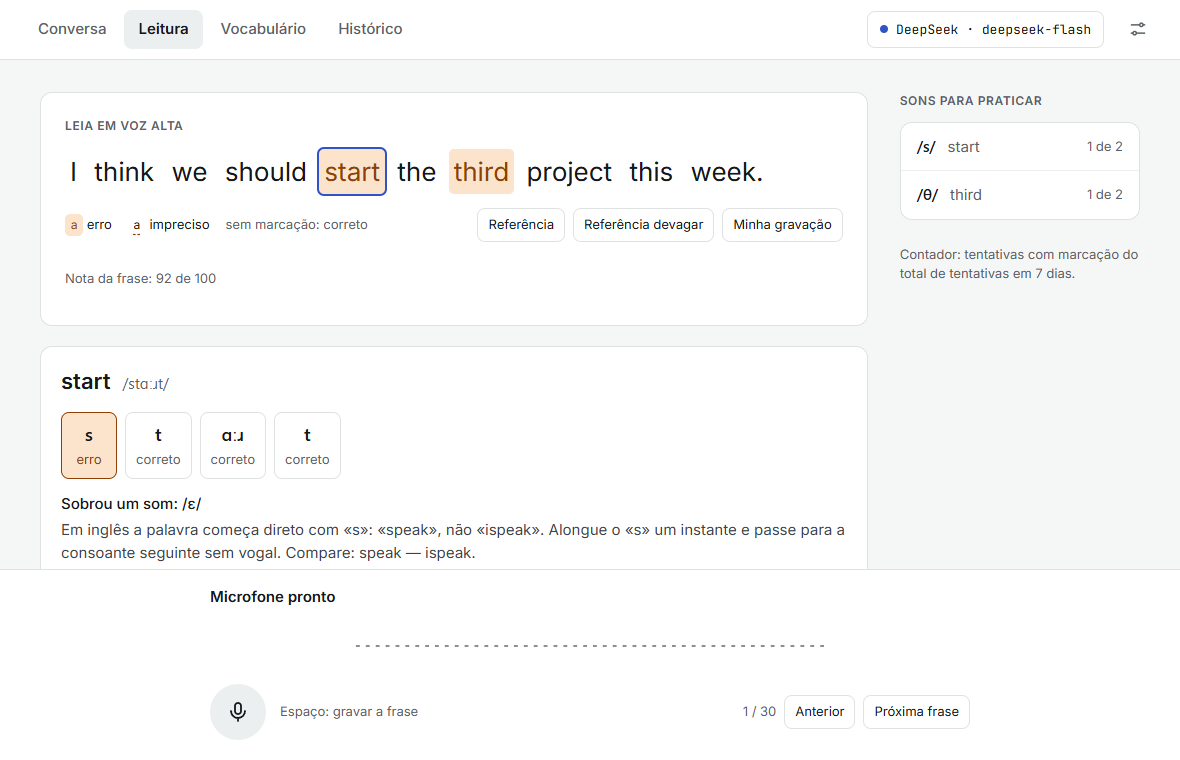 Conversa Leitura Vocabulário Histórico DeepSeek · deepseek-flash
LEIA EM VOZ ALTA
I think we should start the third project this week.
a erro a impreciso sem marcação: correto Referência Referência devagar Minha gravação
Nota da frase: 92 de 100
SONS PARA PRATICAR
/s/ start 1 de 2
/θ/ third 1 de 2
Contador: tentativas com marcação do
total de tentativas em 7 dias.
start /stɑːɹt/
s t ɑːɹ t
erro correto correto correto
Sobrou um som: /ɛ/
Em inglês a palavra começa direto com «s»: «speak», não «ispeak». Alongue o «s» um instante e passe para a
consoante seguinte sem vogal. Compare: speak — ispeak.
Microfone pronto
Espaço: gravar a frase 1 / 30 Anterior Próxima frase